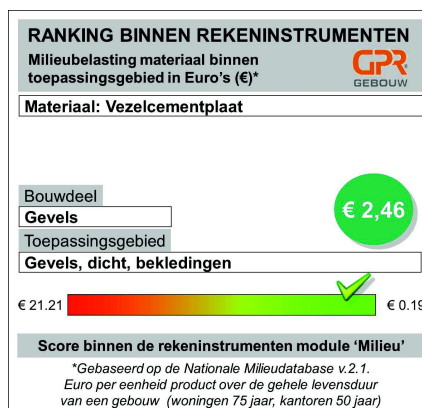 RANKING BINNEN REKENINSTRUMENTEN
Milieubelasting materiaal binnen
toepassingsgebied in Euro's (€)*
GPR
GEBOUW
Materiaal: Vezelcementplaat
Bouwdeel
Gevels
€ 2,46
Toepassingsgebied
Gevels, dicht, bekledingen
€ 21.21
€ 0.19
Score binnen de rekeninstrumenten module ‘Milieu’
*Gebaseerd op de Nationale Milieudatabase v.2.1.
Euro per eenheid product over de gehele levensduur
van een gebouw (woningen 75 jaar, kantoren 50 jaar)